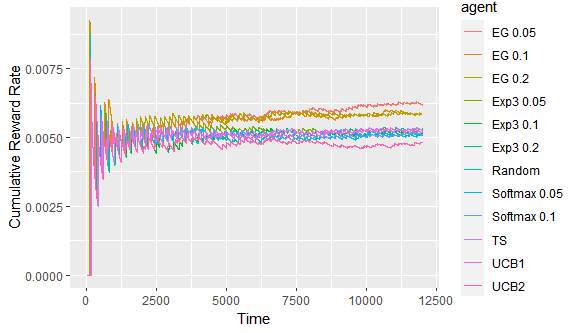 agent
EG 0.05
EG 0.1
EG 0.2
Exp3 0.05
Exp3 0.1
Exp3 0.2
Random
Softmax 0.05
Softmax 0.1
TS
UCB1
UCB2
Cumulative Reward Rate
0.0075
0.0050
0.0025
0.0000
0
2500
5000
7500
10000
12500
Time